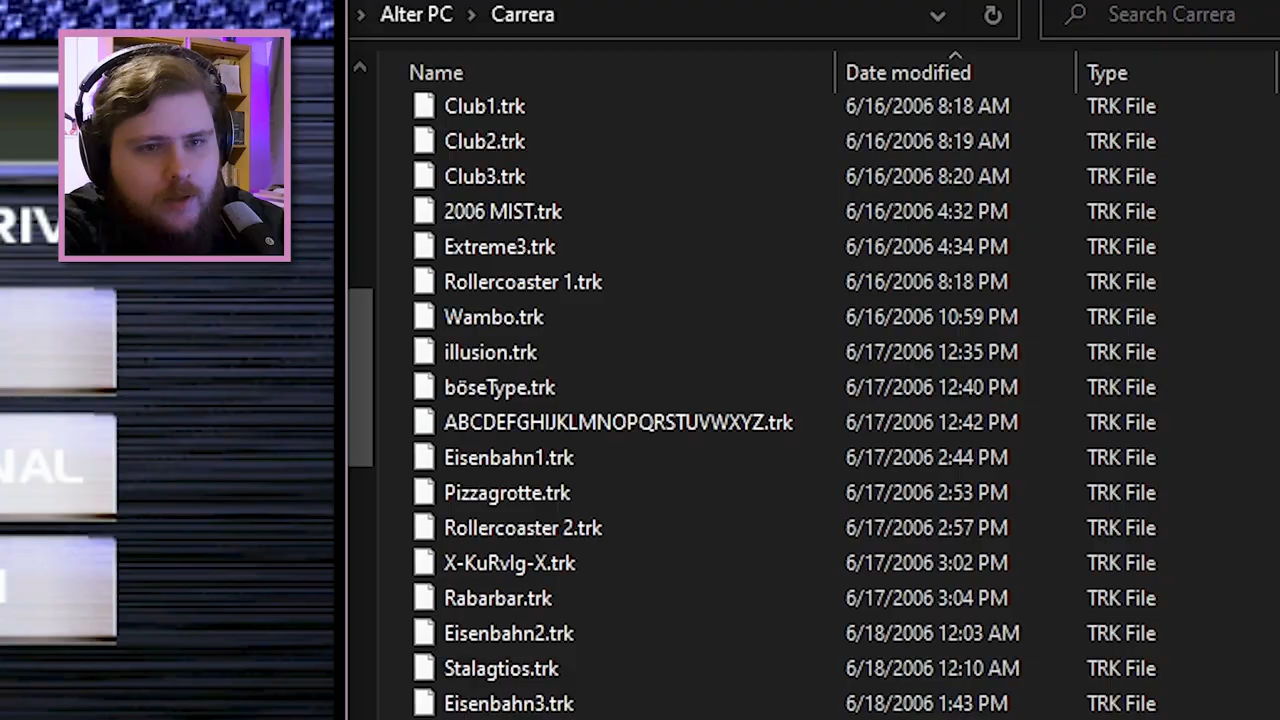 Alter PC > Carrera
Search Carrera
Name Date modified Type
Club1.trk 6/16/2006 8:18 AM TRK File
Club2.trk 6/16/2006 8:19 AM TRK File
Club3.trk 6/16/2006 8:20 AM TRK File
2006 MIST.trk 6/16/2006 4:32 PM TRK File
Extreme3.trk 6/16/2006 4:34 PM TRK File
Rollercoaster 1.trk 6/16/2006 8:18 PM TRK File
Wambo.trk 6/16/2006 10:59 PM TRK File
illusion.trk 6/17/2006 12:35 PM TRK File
böseType.trk 6/17/2006 12:40 PM TRK File
ABCDEFGHIJKLMNOPQRSTUVWXYZ.trk 6/17/2006 12:42 PM TRK File
Eisenbahn1.trk 6/17/2006 2:44 PM TRK File
Pizzagrotte.trk 6/17/2006 2:53 PM TRK File
Rollercoaster 2.trk 6/17/2006 2:57 PM TRK File
X-KuRvIg-X.trk 6/17/2006 3:02 PM TRK File
Rabarbar.trk 6/17/2006 3:04 PM TRK File
Eisenbahn2.trk 6/18/2006 12:03 AM TRK File
Stalagtios.trk 6/18/2006 12:10 AM TRK File
Eisenbahn3.trk 6/18/2006 1:43 PM TRK File